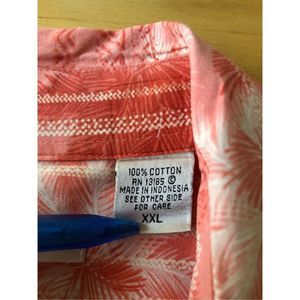 100% COTTON
RN 13185 ©
MADE IN INDONESIA
SEE OTHER SIDE
FOR CARE
XXL